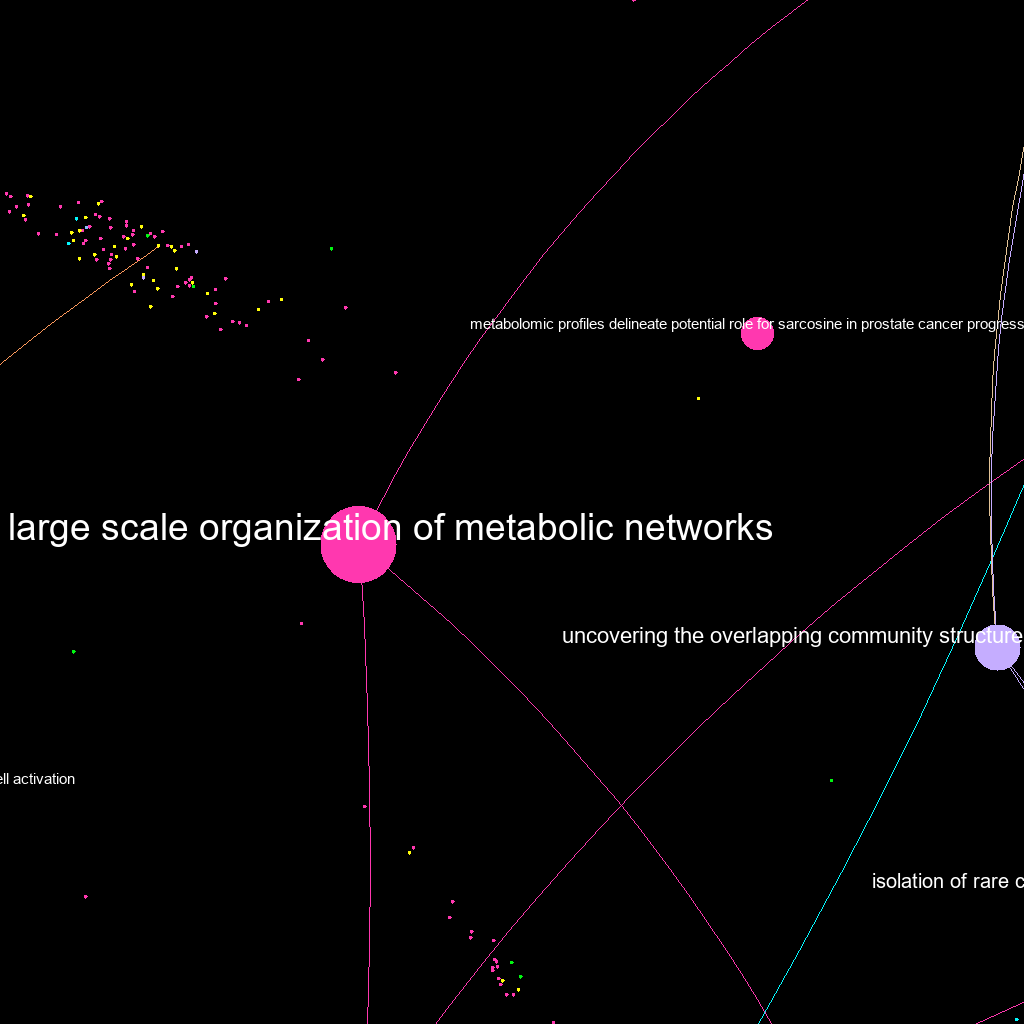 metabolomic profiles delineate potential role for sarcosine in prostate cancer progress
large scale organization of metabolic networks
uncovering the overlapping community structure
ell activation
isolation of rare c